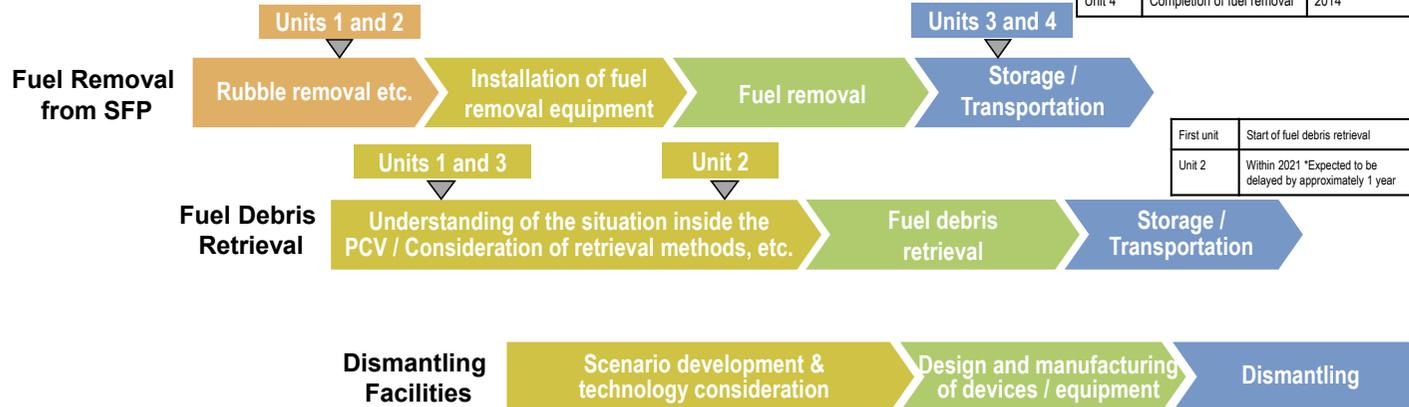 Unit 4 Completion of fuel removal 2014
Units 1 and 2
Units 3 and 4
Fuel Removal
from SFP
Rubble removal etc.
Installation of fuel
removal equipment
Fuel removal
Storage /
Transportation
First unit Start of fuel debris retrieval
Unit 2 Within 2021 *Expected to be
delayed by approximately 1 year
Units 1 and 3
Unit 2
Fuel Debris
Retrieval
Understanding of the situation inside the
PCV / Consideration of retrieval methods, etc.
Fuel debris
retrieval
Storage /
Transportation
Dismantling
Facilities
Scenario development &
technology consideration
Design and manufacturing
of devices / equipment
Dismantling